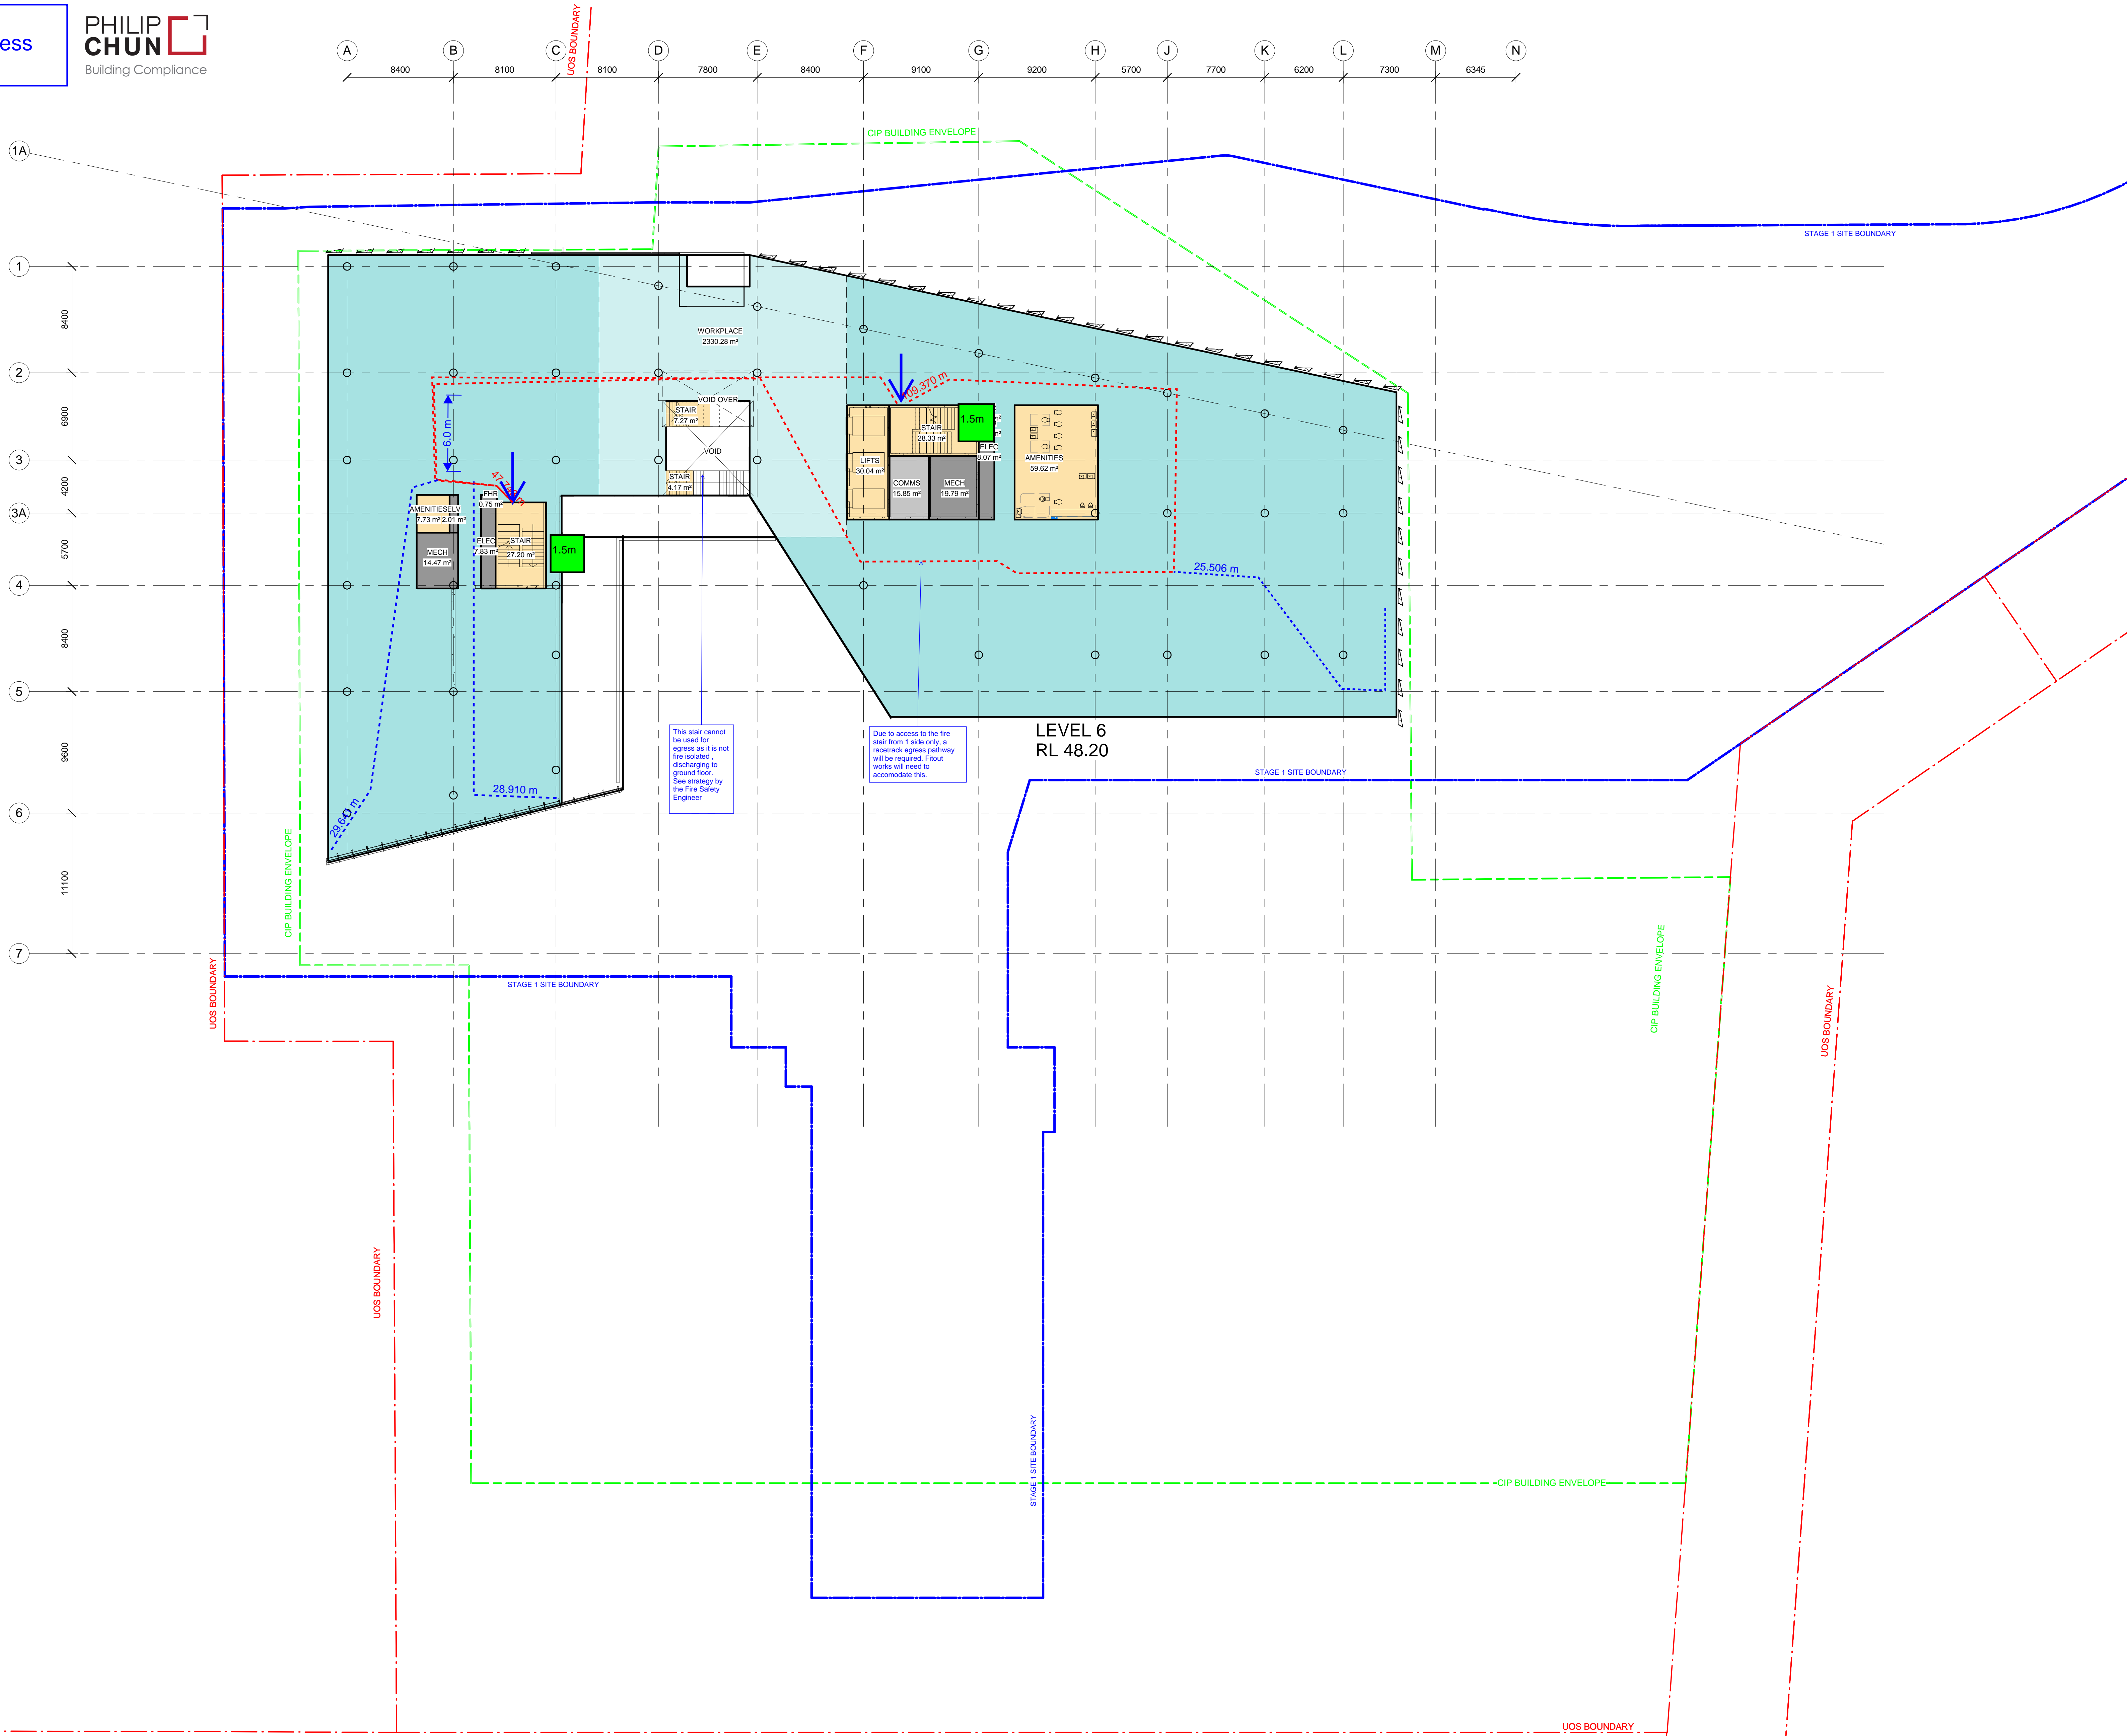 ess
PHILIP
CHUN
Building Compliance
UOS BOUNDARY
A
B
C
D
E
F
G
H
J
K
L
M
N
8400
8100
8100
7800
8400
9100
9200
5700
7700
6200
7300
6345
1A
1
2
3
3A
4
5
6
7
8400
6900
4200
5700
8400
9600
11100
CIP BUILDING ENVELOPE
STAGE 1 SITE BOUNDARY
WORKPLACE
2330.28 m²
VOID OVER
STAIR
7.27 m²
VOID
STAIR
4.17 m²
6.0 m
FHR
0.75 m²
AMENITIES
7.73 m²
ELV
2.01 m²
MECH
14.47 m²
ELEC
7.83 m²
STAIR
27.20 m²
1.5m
LIFTS
30.04 m²
STAIR
28.33 m²
1.5m
ELEC
8.07 m²
COMMS
15.85 m²
MECH
19.79 m²
AMENITIES
59.62 m²
25.506 m
28.910 m
This stair cannot
be used for
egress as it is not
fire isolated ,
discharging to
ground floor.
See strategy by
the Fire Safety
Engineer
Due to access to the fire
stair from 1 side only, a
racetrack egress pathway
will be required. Fitout
works will need to
accomodate this.
LEVEL 6
RL 48.20
STAGE 1 SITE BOUNDARY
CIP BUILDING ENVELOPE
UOS BOUNDARY
STAGE 1 SITE BOUNDARY
CIP BUILDING ENVELOPE
UOS BOUNDARY
UOS BOUNDARY
STAGE 1 SITE BOUNDARY
CIP BUILDING ENVELOPE
UOS BOUNDARY